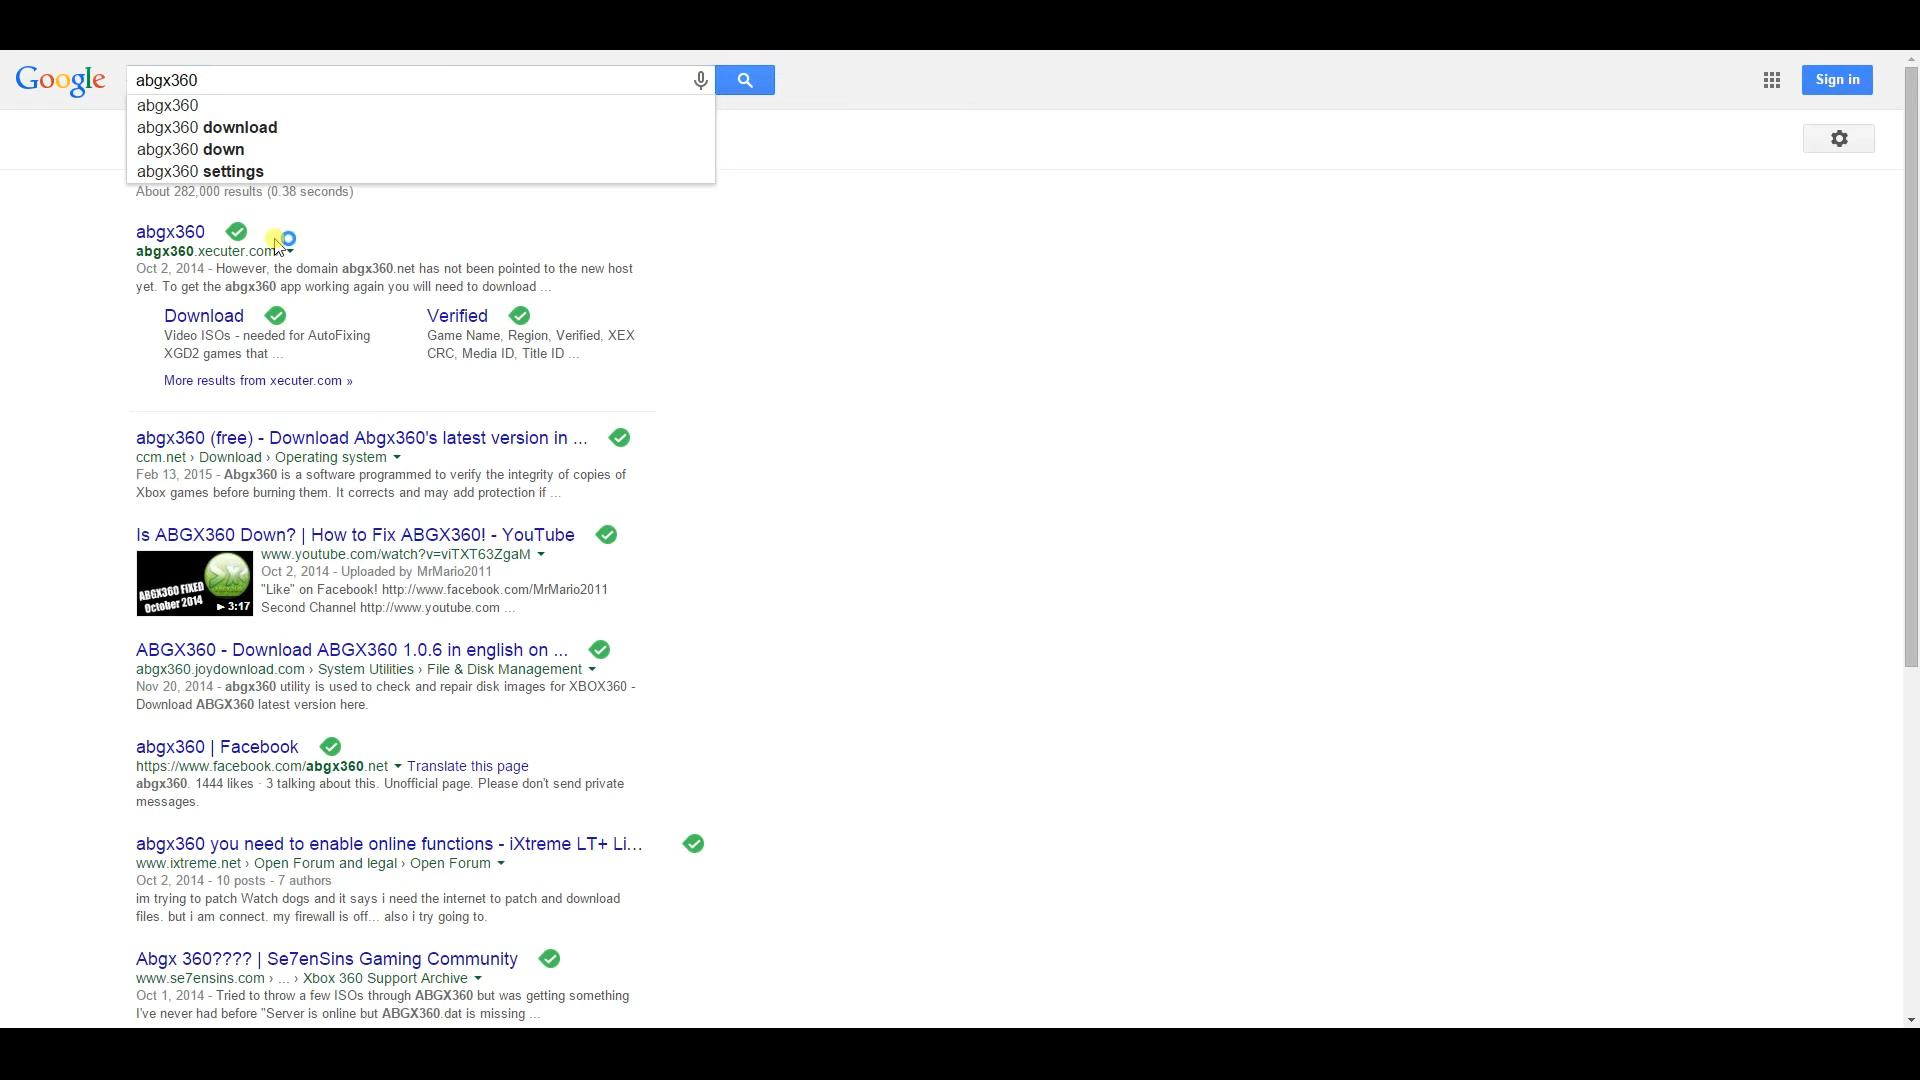 Google
abgx360
Sign in
abgx360
abgx360 download
abgx360 down
abgx360 settings
About 282,000 results (0.38 seconds)
abgx360
abgx360.xecuter.com
Oct 2, 2014 - However, the domain abgx360.net has not been pointed to the new host
yet. To get the abgx360 app working again you will need to download ...
Download
Video ISOs - needed for AutoFixing
XGD2 games that ...
Verified
Game Name, Region, Verified, XEX
CRC, Media ID, Title ID ...
More results from xecuter.com »
abgx360 (free) - Download Abgx360's latest version in ...
ccm.net › Download › Operating system
Feb 13, 2015 - Abgx360 is a software programmed to verify the integrity of copies of
Xbox games before burning them. It corrects and may add protection if ...
Is ABGX360 Down? | How to Fix ABGX360! - YouTube
www.youtube.com/watch?v=viTXT63ZgaM
Oct 2, 2014 - Uploaded by MrMario2011
"Like" on Facebook! http://www.facebook.com/MrMario2011
Second Channel http://www.youtube.com ...
ABGX360 FIXED
October 2014
3:17
ABGX360 - Download ABGX360 1.0.6 in english on ...
abgx360.joydownload.com › System Utilities › File & Disk Management
Nov 20, 2014 - abgx360 utility is used to check and repair disk images for XBOX360 -
Download ABGX360 latest version here.
abgx360 | Facebook
https://www.facebook.com/abgx360.net Translate this page
abgx360. 1444 likes · 3 talking about this. Unofficial page. Please don't send private
messages.
abgx360 you need to enable online functions - iXtreme LT+ Li...
www.ixtreme.net › Open Forum and legal › Open Forum
Oct 2, 2014 - 10 posts - 7 authors
im trying to patch Watch dogs and it says i need the internet to patch and download
files. but i am connect. my firewall is off... also i try going to.
Abgx 360???? | Se7enSins Gaming Community
www.se7ensins.com › ... › Xbox 360 Support Archive
Oct 1, 2014 - Tried to throw a few ISOs through ABGX360 but was getting something
I've never had before "Server is online but ABGX360.dat is missing ...